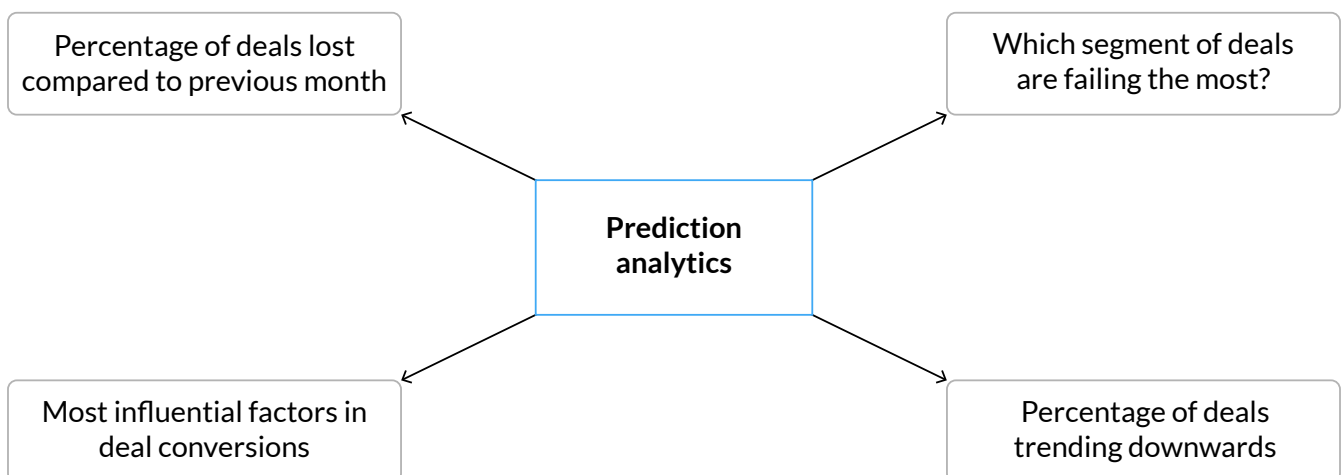 Percentage of deals lost
compared to previous month
Which segment of deals
are failing the most?
Prediction
analytics
Most influential factors in
deal conversions
Percentage of deals
trending downwards